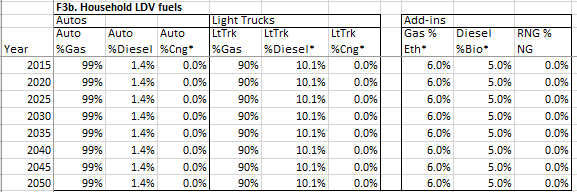 F3b. Household LDV fuels
Autos Light Trucks Add-ins
Auto Auto Auto LtTrk LtTrk LtTrk Gas % Diesel RNG %
Year %Gas %Diesel* %Cng* %Gas %Diesel* %Cng* Eth* %Bio* NG
2015 99% 1.4% 0.0% 90% 10.1% 0.0% 6.0% 5.0% 0.0%
2020 99% 1.4% 0.0% 90% 10.1% 0.0% 6.0% 5.0% 0.0%
2025 99% 1.4% 0.0% 90% 10.1% 0.0% 6.0% 5.0% 0.0%
2030 99% 1.4% 0.0% 90% 10.1% 0.0% 6.0% 5.0% 0.0%
2035 99% 1.4% 0.0% 90% 10.1% 0.0% 6.0% 5.0% 0.0%
2040 99% 1.4% 0.0% 90% 10.1% 0.0% 6.0% 5.0% 0.0%
2045 99% 1.4% 0.0% 90% 10.1% 0.0% 6.0% 5.0% 0.0%
2050 99% 1.4% 0.0% 90% 10.1% 0.0% 6.0% 5.0% 0.0%